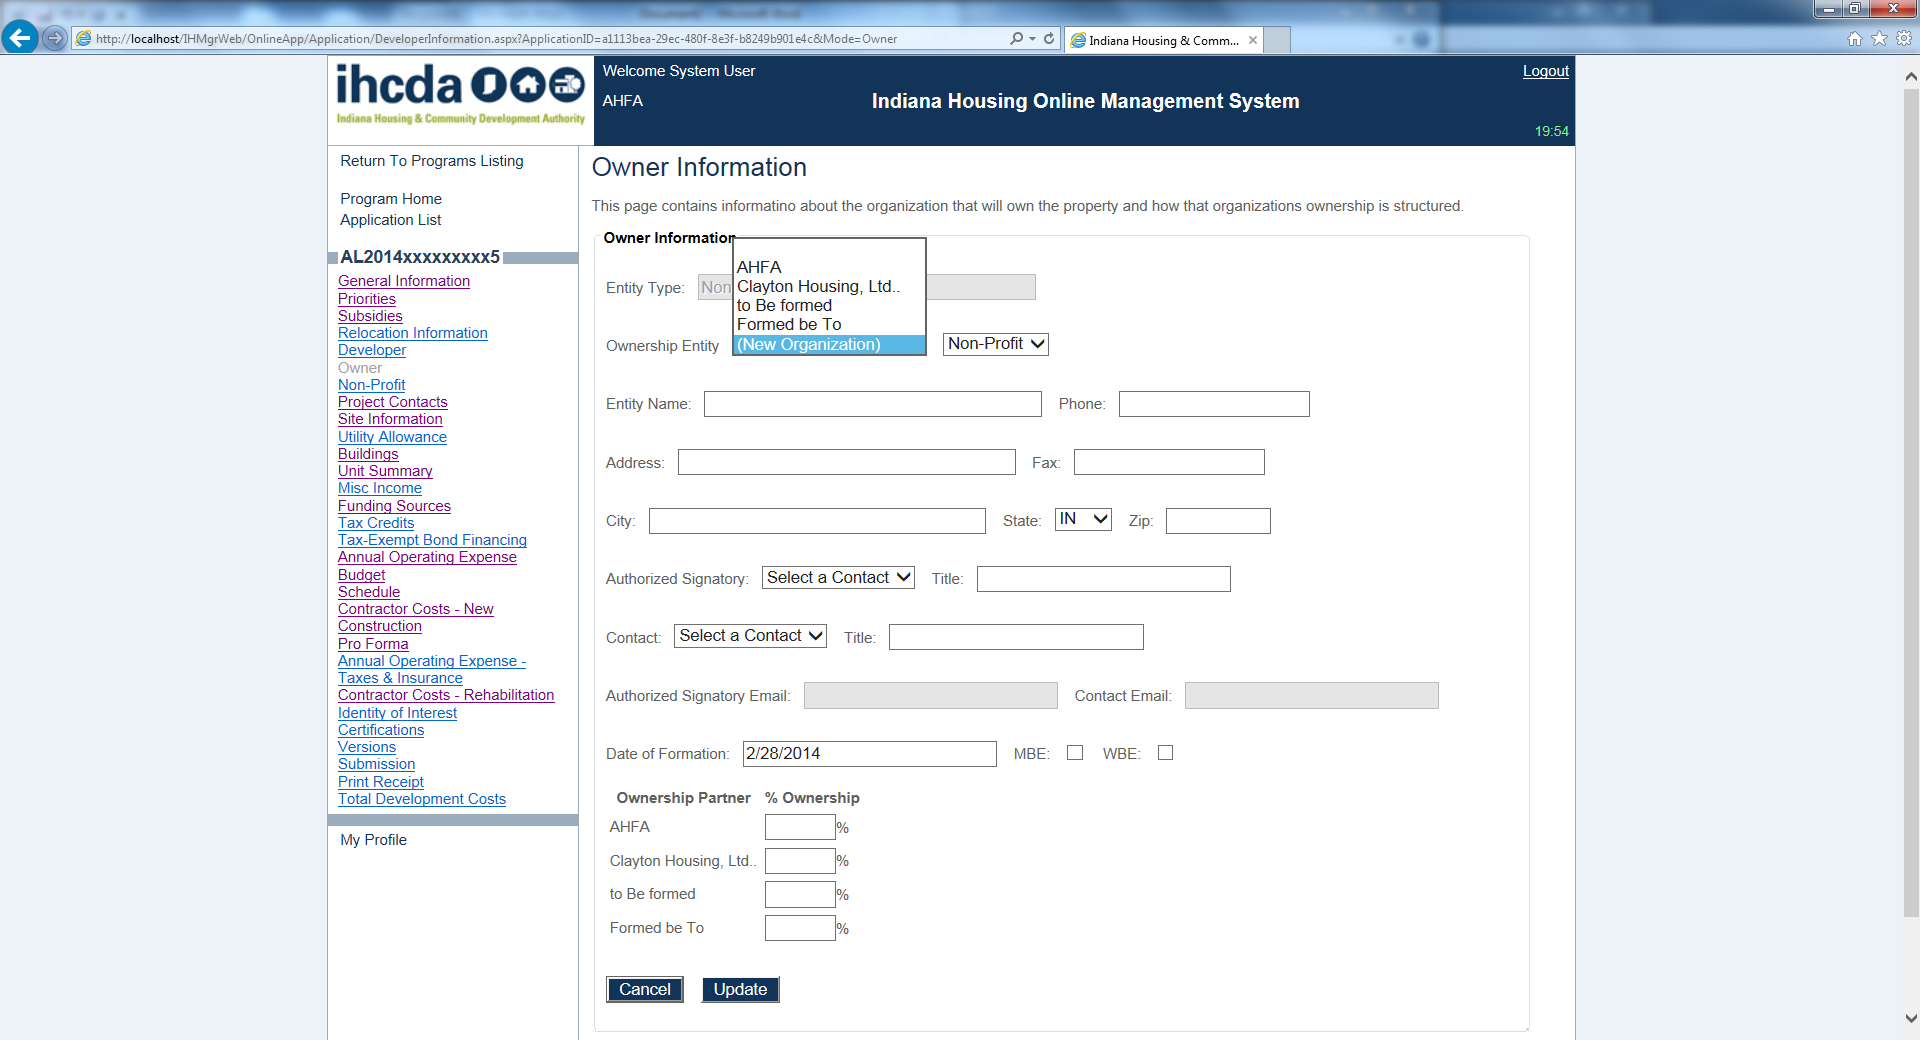 http://localhost/IHMgrWeb/OnlineApp/Application/DeveloperInformation.aspx?ApplicationID=a1113bea-29ec-480f-8e3f-b8249b901e4c&Mode=Owner
Indiana Housing & Comm...
ihcda
Indiana Housing & Community Development Authority
Welcome System User
Logout
AHFA
Indiana Housing Online Management System
19:54
Return To Programs Listing
Program Home
Application List
AL2014xxxxxxxxx5
General Information
Priorities
Subsidies
Relocation Information
Developer
Owner
Non-Profit
Project Contacts
Site Information
Utility Allowance
Buildings
Unit Summary
Misc Income
Funding Sources
Tax Credits
Tax-Exempt Bond Financing
Annual Operating Expense
Budget
Schedule
Contractor Costs - New
Construction
Pro Forma
Annual Operating Expense -
Taxes & Insurance
Contractor Costs - Rehabilitation
Identity of Interest
Certifications
Versions
Submission
Print Receipt
Total Development Costs
My Profile
Owner Information
This page contains informatino about the organization that will own the property and how that organizations ownership is structured.
Owner Information
Entity Type: Non
AHFA
Clayton Housing, Ltd..
to Be formed
Formed be To
(New Organization)
Ownership Entity
Non-Profit
Entity Name: Phone:
Address: Fax:
City: State: IN Zip:
Authorized Signatory: Select a Contact Title:
Contact: Select a Contact Title:
Authorized Signatory Email: Contact Email:
Date of Formation: 2/28/2014 MBE: WBE:
Ownership Partner % Ownership
AHFA %
Clayton Housing, Ltd.. %
to Be formed %
Formed be To %
Cancel Update